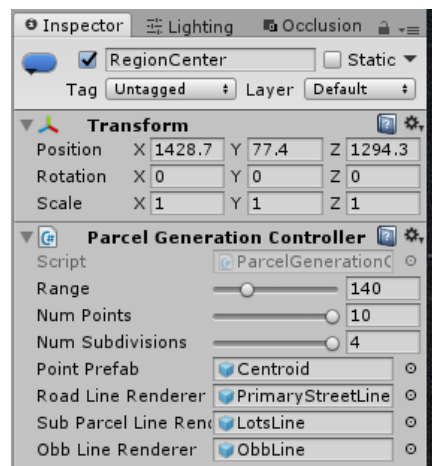 Inspector Lighting Occlusion
RegionCenter Static
Tag Untagged Layer Default
Transform
Position X 1428.7 Y 77.4 Z 1294.3
Rotation X 0 Y 0 Z 0
Scale X 1 Y 1 Z 1
C# Parcel Generation Controller
Script ParcelGenerationC
Range 140
Num Points 10
Num Subdivisions 4
Point Prefab Centroid
Road Line Renderer PrimaryStreetLine
Sub Parcel Line Rend LotsLine
Obb Line Renderer ObbLine